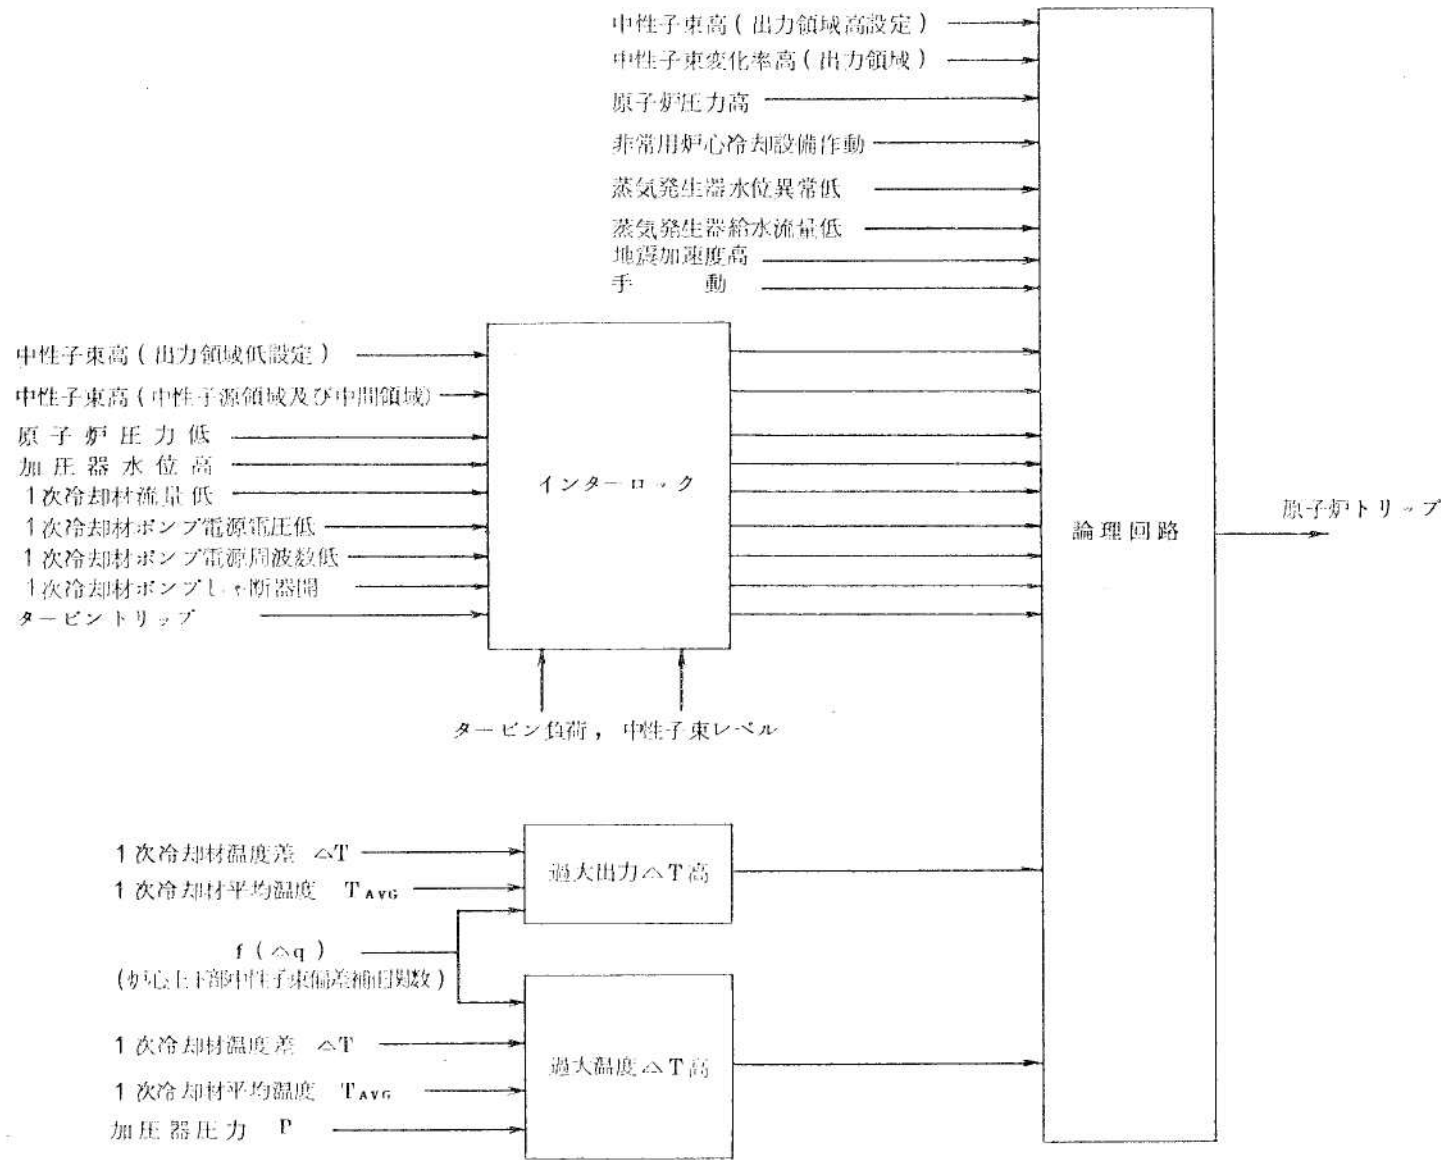 中性子束高(出力領域高設定)
中性子束変化率高(出力領域)
原子炉圧力高
非常用炉心冷却設備作動
蒸気発生器水位異常低
蒸気発生器給水流量低
地震加速度高
手 動
中性子束高(出力領域低設定)
中性子束高(中性子源領域及び中間領域)
原子炉圧力低
加圧器水位高
1次冷却材流量低
1次冷却材ポンプ電源電圧低
1次冷却材ポンプ電源周波数低
1次冷却材ポンプしゃ断器開
タービントリップ
インターロック
論理回路
原子炉トリップ
タービン負荷,中性子束レベル
1次冷却材温度差 △T
1次冷却材平均温度 TAVG
過大出力△T高
f(△q)
(炉心上下部中性子束偏差補正関数)
1次冷却材温度差 △T
1次冷却材平均温度 TAVG
加圧器圧力 P
過大温度△T高